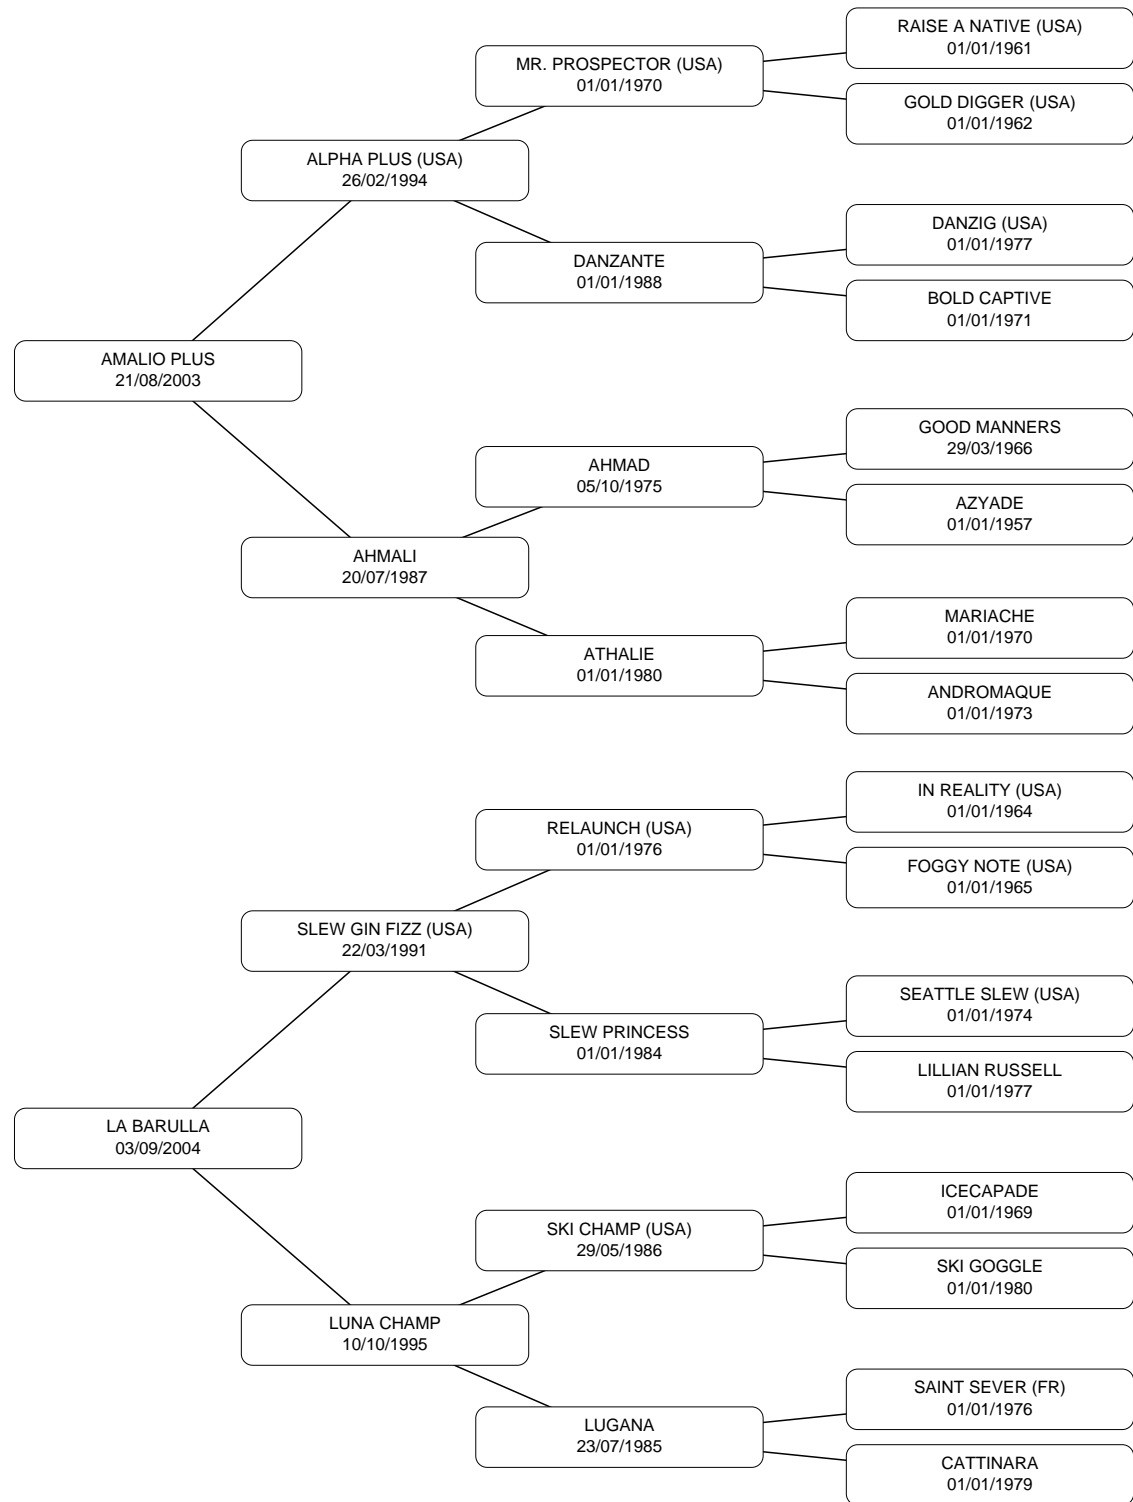 RAISE A NATIVE (USA)
01/01/1961
MR. PROSPECTOR (USA)
01/01/1970
GOLD DIGGER (USA)
01/01/1962
ALPHA PLUS (USA)
26/02/1994
DANZIG (USA)
01/01/1977
DANZANTE
01/01/1988
BOLD CAPTIVE
01/01/1971
AMALIO PLUS
21/08/2003
GOOD MANNERS
29/03/1966
AHMAD
05/10/1975
AZYADE
01/01/1957
AHMALI
20/07/1987
MARIACHE
01/01/1970
ATHALIE
01/01/1980
ANDROMAQUE
01/01/1973
IN REALITY (USA)
01/01/1964
RELAUNCH (USA)
01/01/1976
FOGGY NOTE (USA)
01/01/1965
SLEW GIN FIZZ (USA)
22/03/1991
SEATTLE SLEW (USA)
01/01/1974
SLEW PRINCESS
01/01/1984
LILLIAN RUSSELL
01/01/1977
LA BARULLA
03/09/2004
ICECAPADE
01/01/1969
SKI CHAMP (USA)
29/05/1986
SKI GOGGLE
01/01/1980
LUNA CHAMP
10/10/1995
SAINT SEVER (FR)
01/01/1976
LUGANA
23/07/1985
CATTINARA
01/01/1979